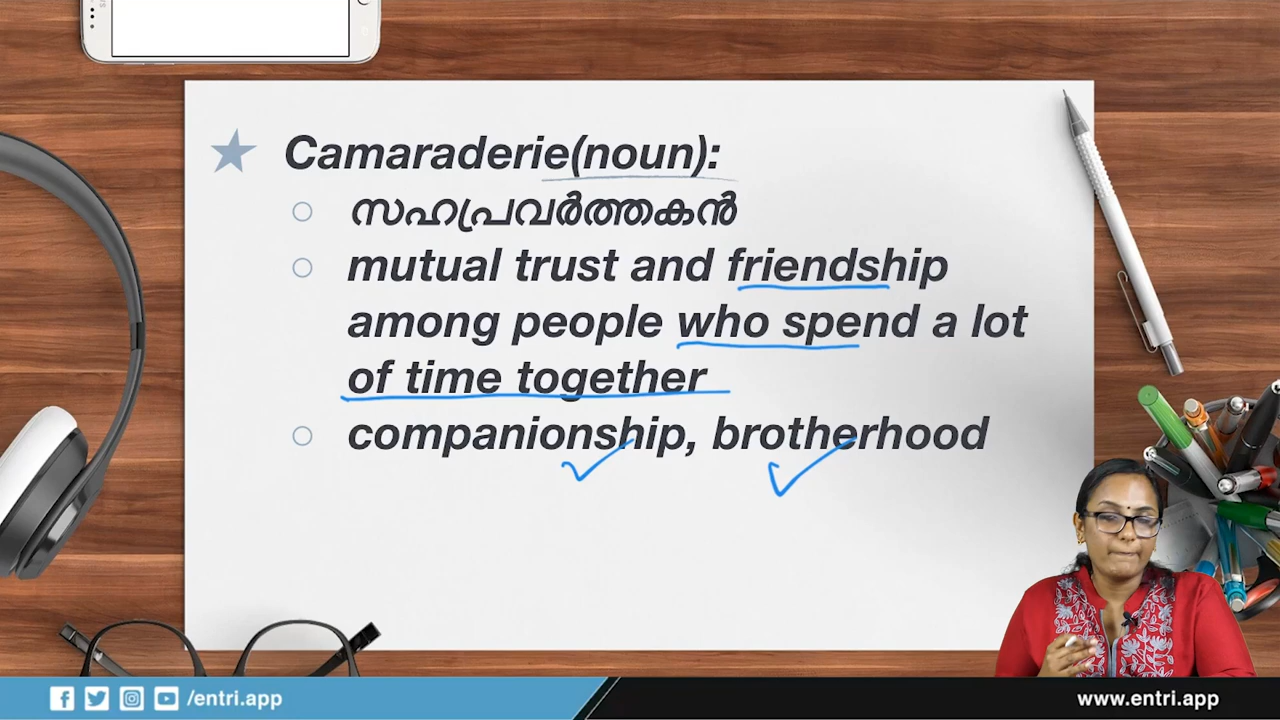 Camaraderie(noun):
സഹപ്രവർത്തകൻ
mutual trust and friendship
among people who spend a lot
of time together
companionship, brotherhood
/entri.app
www.entri.app